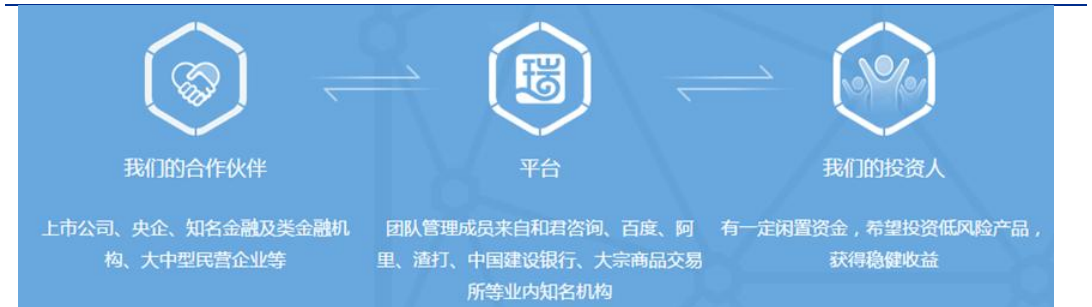 瑞
我们的合作伙伴
平台
我们的投资人
上市公司、央企、知名金融及类金融机
构、大中型民营企业等
团队管理成员来自和君咨询、百度、阿
里、渣打、中国建设银行、大宗商品交易
所等业内知名机构
有一定闲置资金，希望投资低风险产品，
获得稳健收益